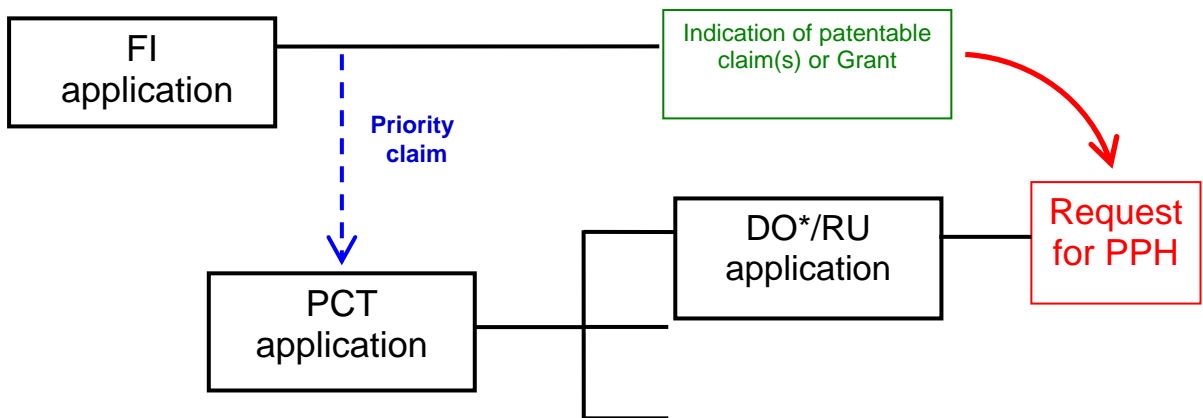 FI
application
Indication of patentable
claim(s) or Grant
Priority
claim
DO*/RU
application
Request
for PPH
PCT
application